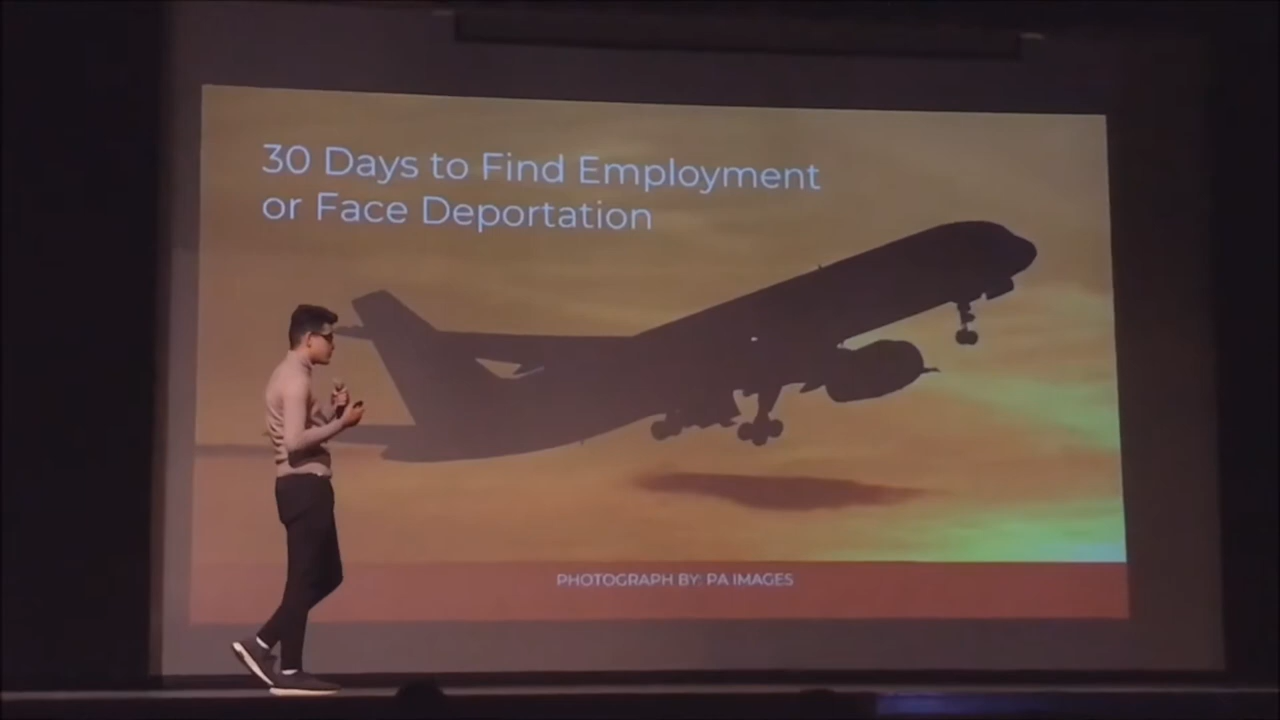 30 Days to Find Employment
or Face Deportation
PHOTOGRAPH BY: PA IMAGES